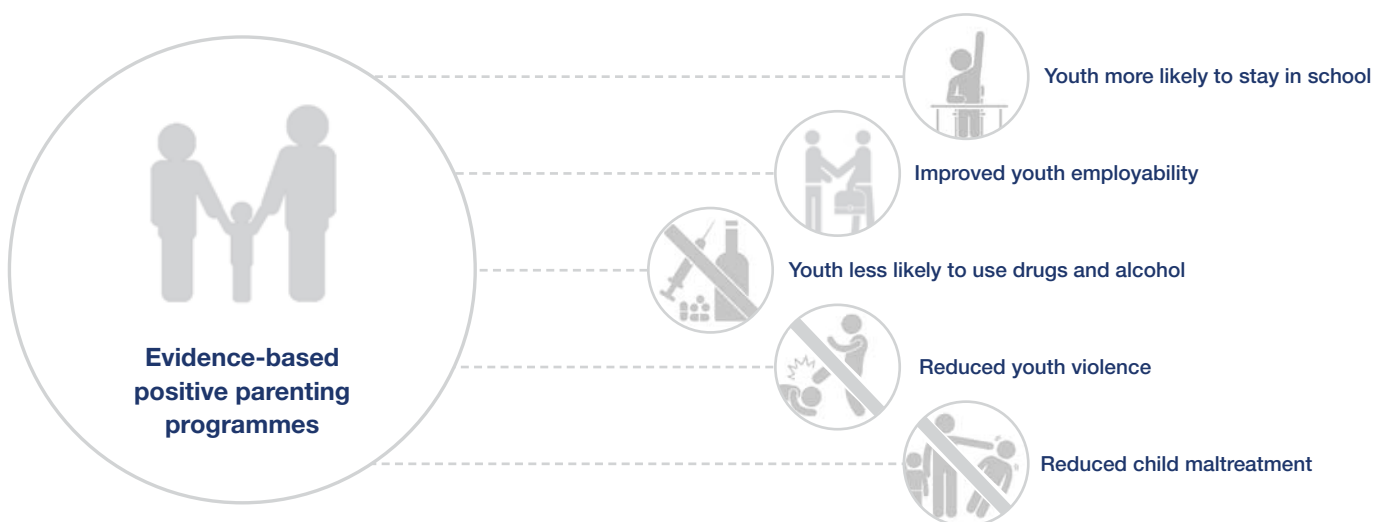 Evidence-based
positive parenting
programmes
Youth more likely to stay in school
Improved youth employability
Youth less likely to use drugs and alcohol
Reduced youth violence
Reduced child maltreatment